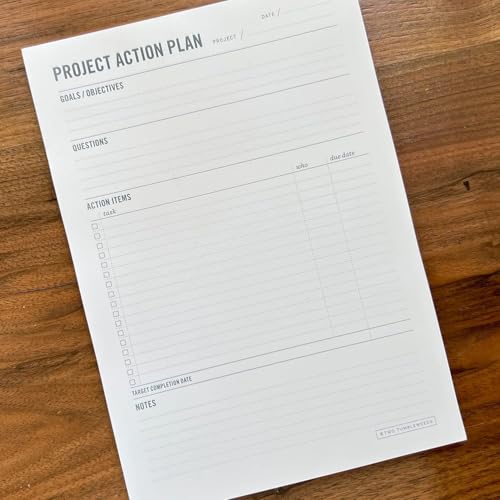 DATE /
PROJECT ACTION PLAN PROJECT /
GOALS / OBJECTIVES
QUESTIONS
ACTION ITEMS
task who due date
TARGET COMPLETION DATE
NOTES
TWO TUMBLEWEEDS